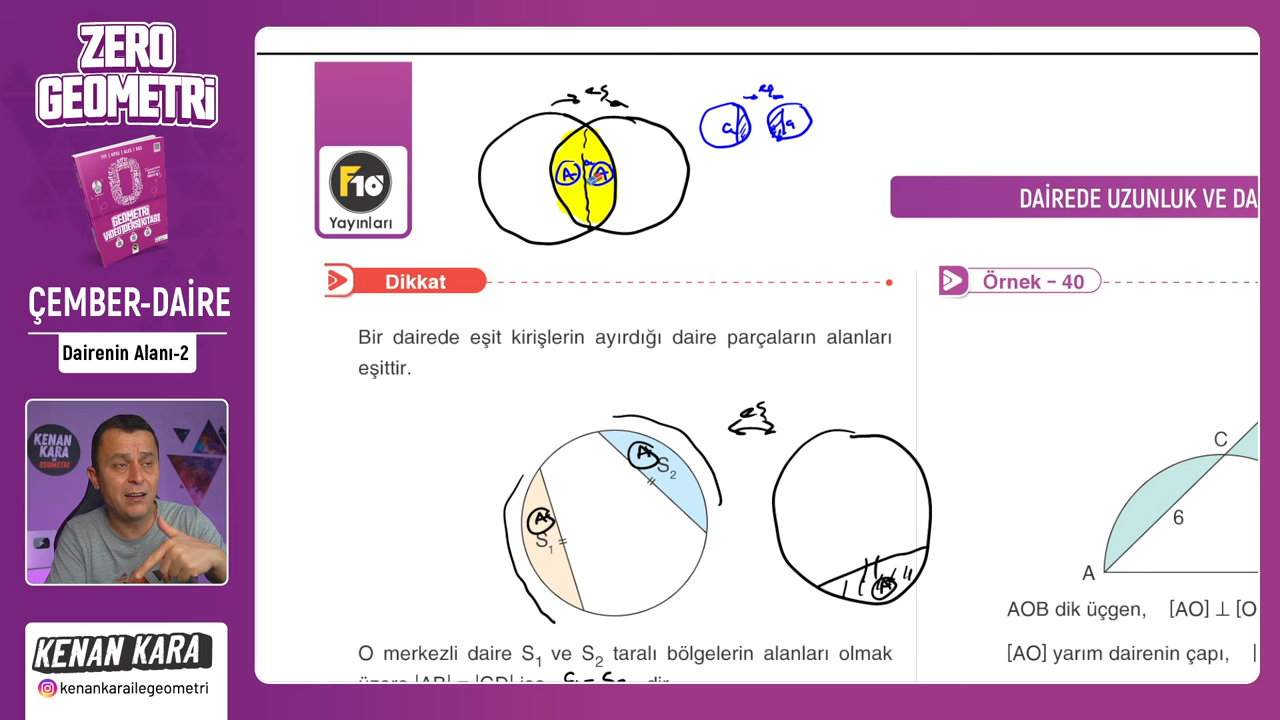 ZERO
GEOMETRİ
GEOMETRİ
VİDEO DERS KİTABI
ÇEMBER-DAİRE
Dairenin Alanı-2
KENAN
KARA
GEOMETRİ
KENAN KARA
kenankarailegeometri
F10
Yayınları
eş
A
A
eş
a
a
DAİREDE UZUNLUK VE DA
Dikkat
Bir dairede eşit kirişlerin ayırdığı daire parçaların alanları
eşittir.
eş
A
S2
A
S1
A
O merkezli daire S1 ve S2 taralı bölgelerin alanları olmak
Örnek - 40
C
6
A
AOB dik üçgen, [AO] ⊥ [O
[AO] yarım dairenin çapı,